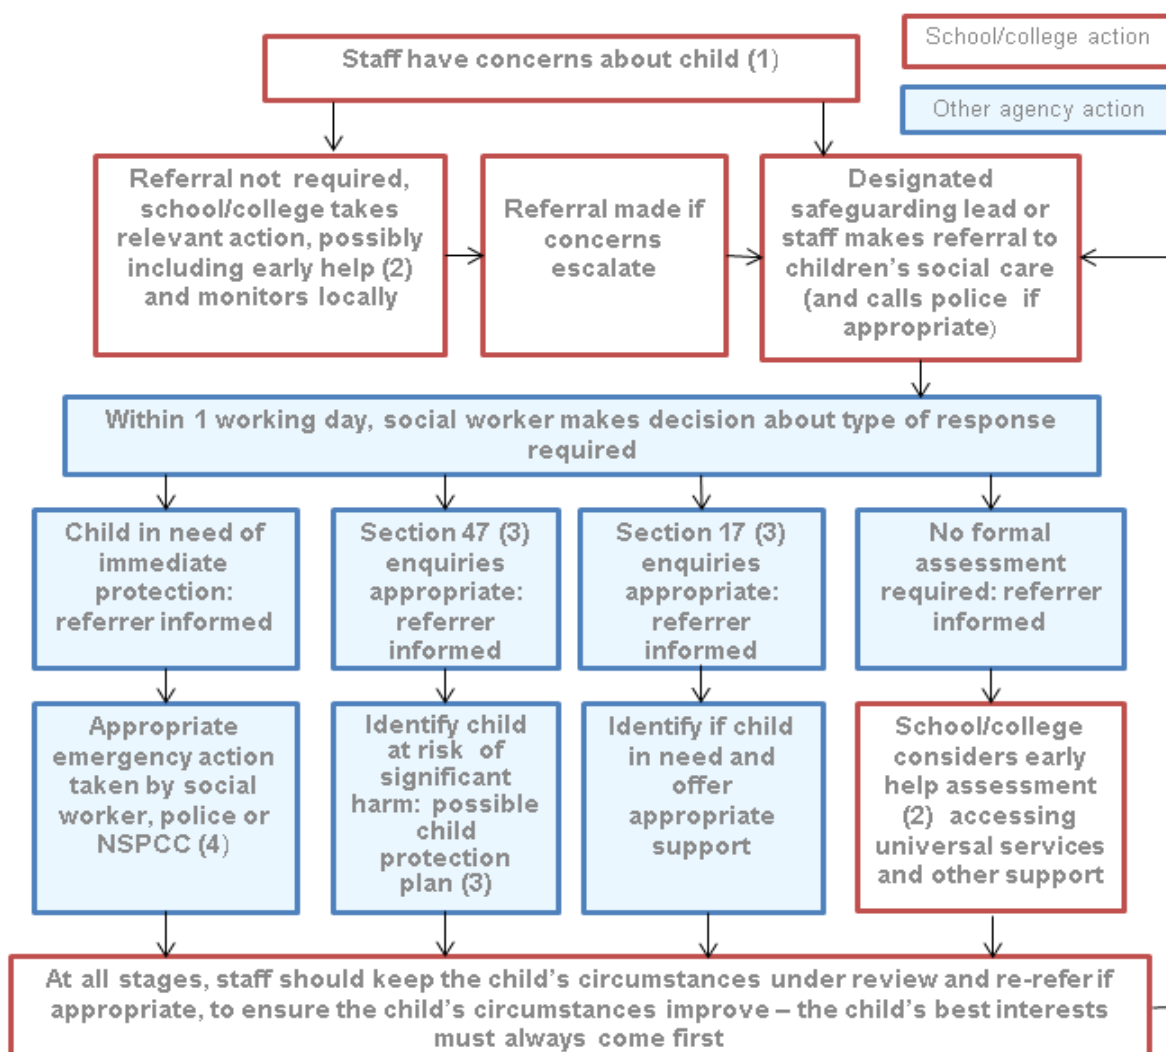 School/college action
Staff have concerns about child (1)
Other agency action
Referral not required,
school/college takes
relevant action, possibly
including early help (2)
and monitors locally
Referral made if
concerns
escalate
Designated
safeguarding lead or
staff makes referral to
children's social care
(and calls police if
appropriate)
Within 1 working day, social worker makes decision about type of response
required
Child in need of
immediate
protection:
referrer informed
Section 47 (3)
enquiries
appropriate:
referrer
informed
Section 17 (3)
enquiries
appropriate:
referrer
informed
No formal
assessment
required: referrer
informed
Appropriate
emergency action
taken by social
worker, police or
NSPCC (4)
Identify child
at risk of
significant
harm: possible
child
protection
plan (3)
Identify if child
in need and
offer
appropriate
support
School/college
considers early
help assessment
(2) accessing
universal services
and other support
At all stages, staff should keep the child's circumstances under review and re-refer if
appropriate, to ensure the child's circumstances improve – the child's best interests
must always come first